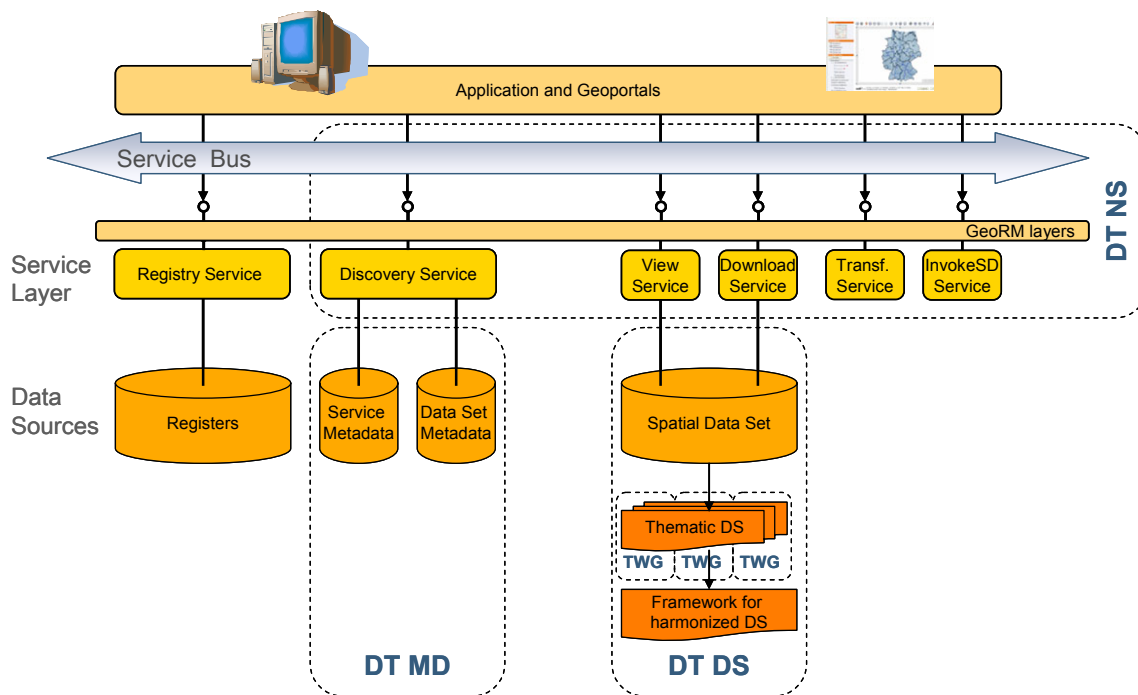 Application and Geoportals
Service Bus
DT NS
GeoRM layers
Service
Layer
Registry Service
Discovery Service
View
Service
Download
Service
Transf.
Service
InvokeSD
Service
Data
Sources
Registers
Service
Metadata
Data Set
Metadata
Spatial Data Set
Thematic DS
TWG
TWG
TWG
Framework for
harmonized DS
DT MD
DT DS